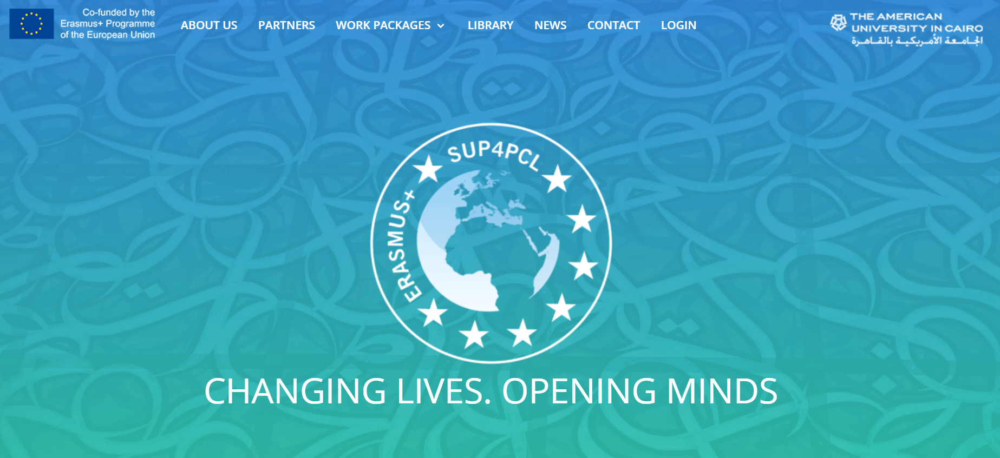 Co-funded by the
Erasmus+ Programme
of the European Union
ABOUT US
PARTNERS
WORK PACKAGES
LIBRARY
NEWS
CONTACT
LOGIN
THE AMERICAN
UNIVERSITY IN CAIRO
الجامعة الأمريكية بالقاهرة
SUP4PCL
ERASMUS+
CHANGING LIVES. OPENING MINDS